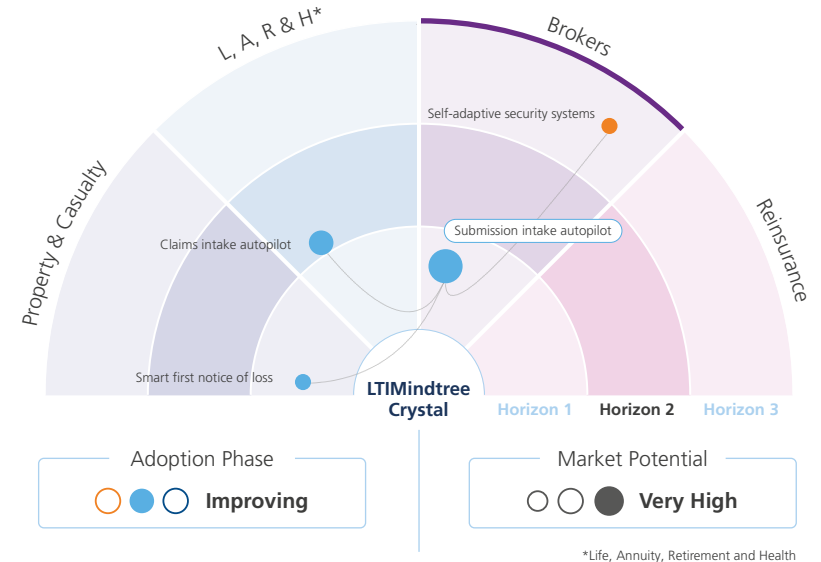 L, A, R & H*
Brokers
Property & Casualty
Reinsurance
Self-adaptive security systems
Submission intake autopilot
Claims intake autopilot
Smart first notice of loss
LTIMindtree
Crystal
Horizon 1
Horizon 2
Horizon 3
Adoption Phase
Improving
Market Potential
Very High
*Life, Annuity, Retirement and Health